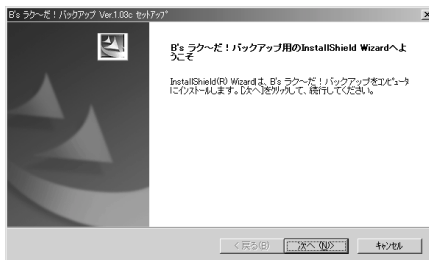 B's ラク～だ！バックアップ Ver.1.03c ｾｯﾄｱｯﾌﾟ
B's ラク～だ！バックアップ用のInstallShield Wizardへよ
うこそ
InstallShield(R) Wizardは、B's ラク～だ！バックアップをｺﾝﾋﾟｭｰﾀ
にｲﾝｽﾄｰﾙします。[次へ]をｸﾘｯｸして、続行してください。
< 戻る(B)
次へ (N)>
ｷｬﾝｾﾙ